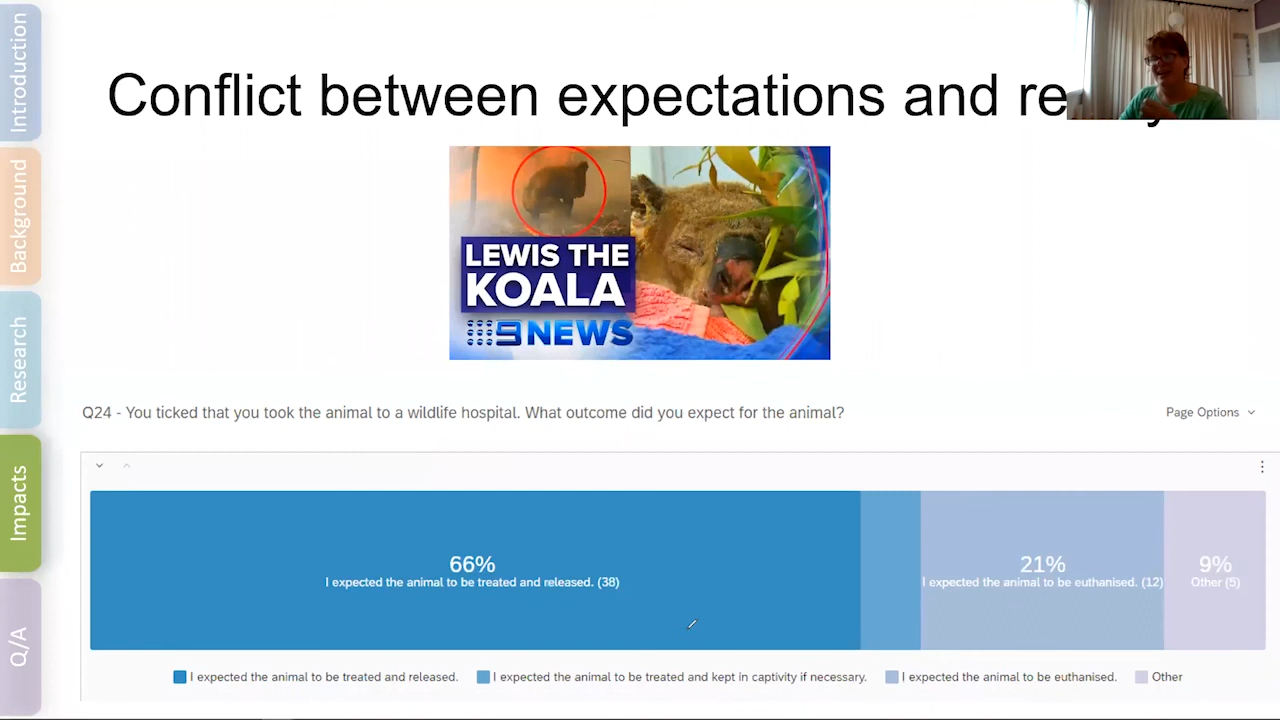 Introduction
Background
Research
Impacts
Q/A
Conflict between expectations and re
LEWIS THE
KOALA
9 NEWS
Q24 - You ticked that you took the animal to a wildlife hospital. What outcome did you expect for the animal?
Page Options
66%
I expected the animal to be treated and released. (38)
21%
I expected the animal to be euthanised. (12)
9%
Other (5)
I expected the animal to be treated and released.
I expected the animal to be treated and kept in captivity if necessary.
I expected the animal to be euthanised.
Other